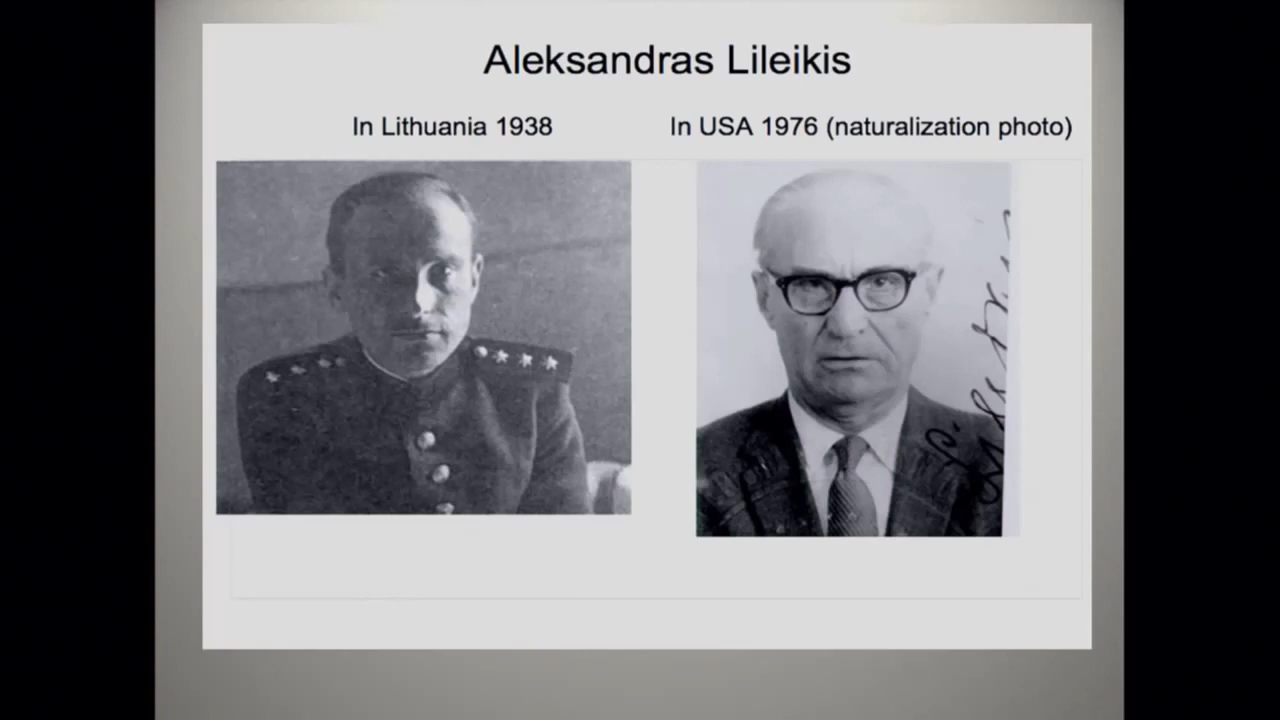 Aleksandras Lileikis
In Lithuania 1938
In USA 1976 (naturalization photo)